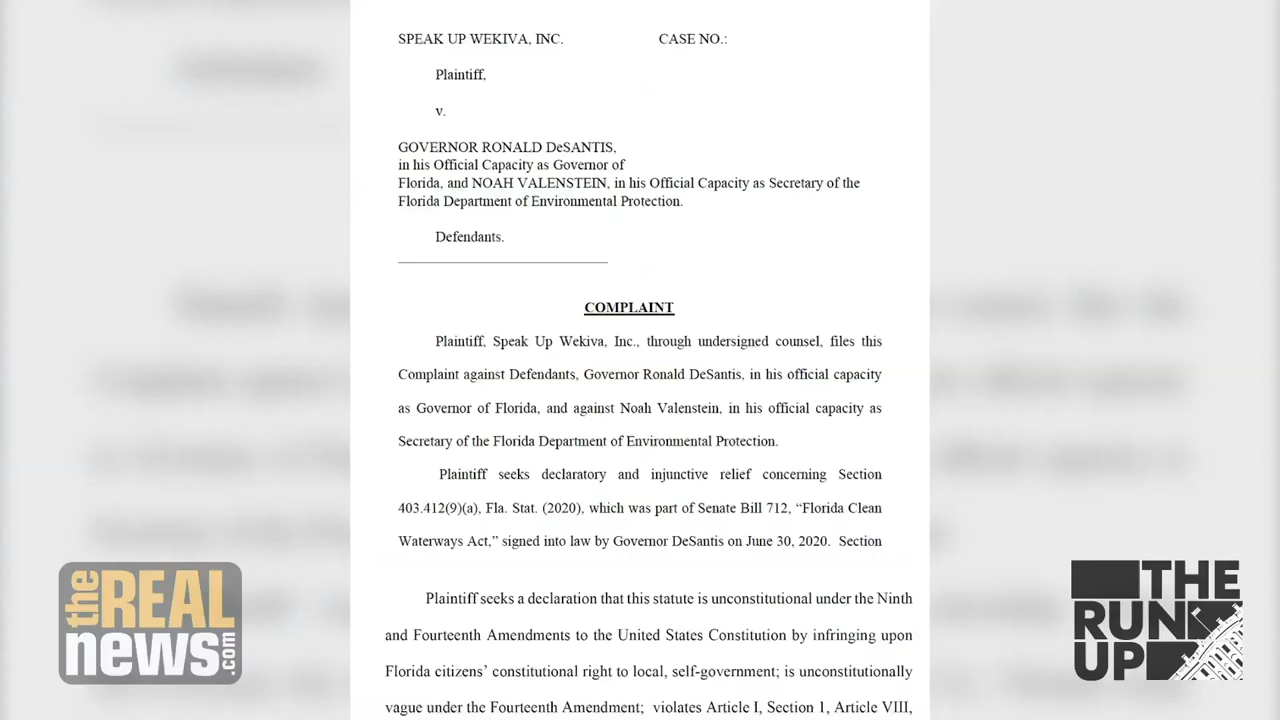 SPEAK UP WEKIVA, INC. CASE NO.:
Plaintiff,
v.
GOVERNOR RONALD DeSANTIS,
in his Official Capacity as Governor of
Florida, and NOAH VALENSTEIN, in his Official Capacity as Secretary of the
Florida Department of Environmental Protection.
Defendants.
COMPLAINT
Plaintiff, Speak Up Wekiva, Inc., through undersigned counsel, files this
Complaint against Defendants, Governor Ronald DeSantis, in his official capacity
as Governor of Florida, and against Noah Valenstein, in his official capacity as
Secretary of the Florida Department of Environmental Protection.
Plaintiff seeks declaratory and injunctive relief concerning Section
403.412(9)(a), Fla. Stat. (2020), which was part of Senate Bill 712, “Florida Clean
Waterways Act,” signed into law by Governor DeSantis on June 30, 2020. Section
Plaintiff seeks a declaration that this statute is unconstitutional under the Ninth
and Fourteenth Amendments to the United States Constitution by infringing upon
Florida citizens’ constitutional right to local, self-government; is unconstitutionally
vague under the Fourteenth Amendment; violates Article I, Section 1, Article VIII,
the REAL
news.com
THE
RUN
UP